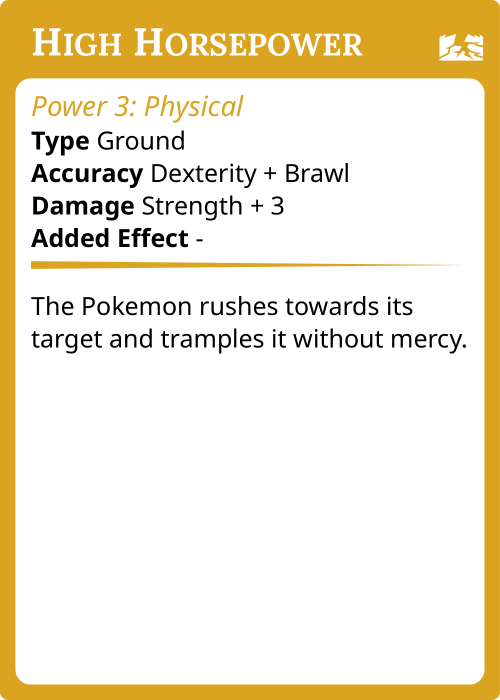 High Horsepower
Power 3: Physical
Type Ground
Accuracy Dexterity + Brawl
Damage Strength + 3
Added Effect -
The Pokemon rushes towards its
target and tramples it without mercy.